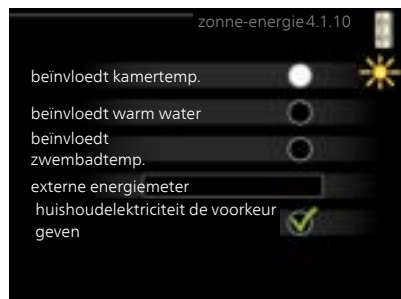 zonne-energie 4.1.10
beïnvloedt kamertemp.
beïnvloedt warm water
beïnvloedt
zwembadtemp.
externe energiemeter
huishoudelektriciteit de voorkeur
geven